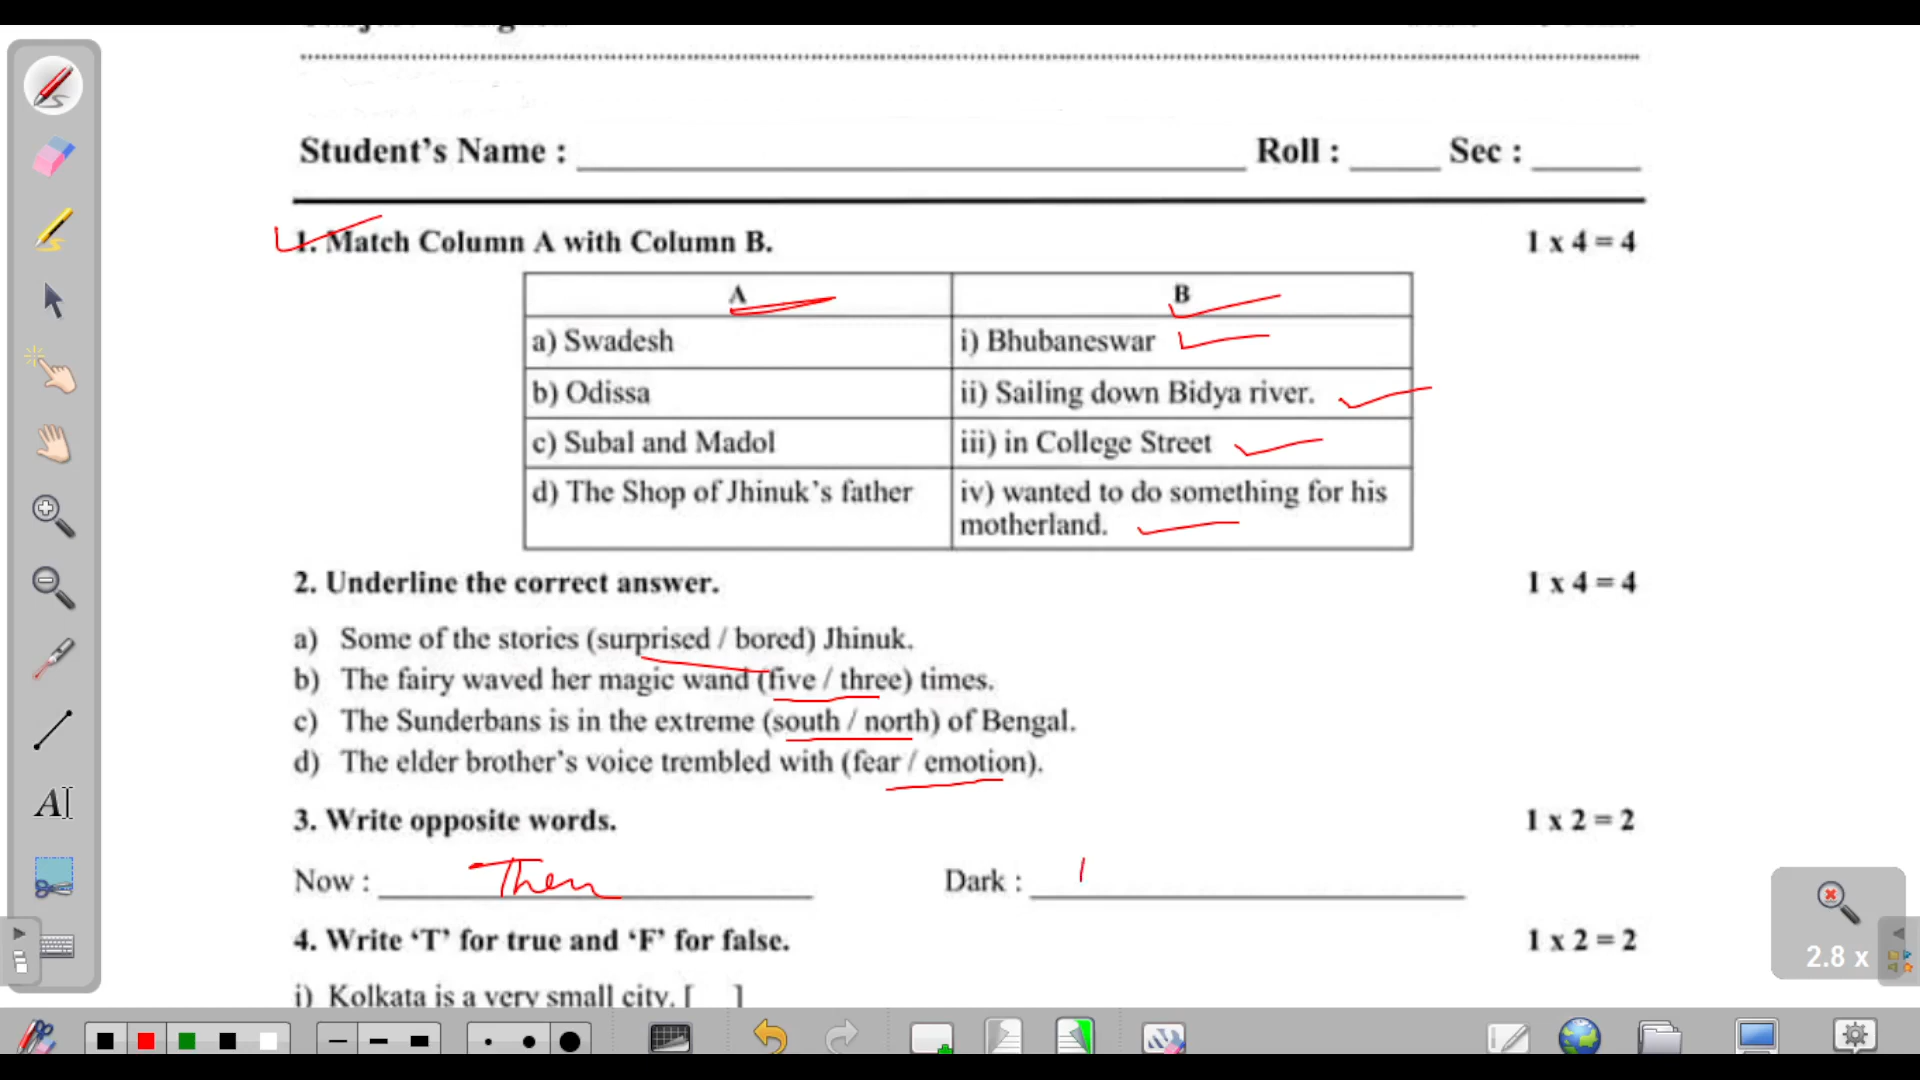 Student's Name : Roll : Sec :
1. Match Column A with Column B. 1 x 4 = 4
A B
a) Swadesh i) Bhubaneswar
b) Odissa ii) Sailing down Bidya river.
c) Subal and Madol iii) in College Street
d) The Shop of Jhinuk's father iv) wanted to do something for his
motherland.
2. Underline the correct answer. 1 x 4 = 4
a) Some of the stories (surprised / bored) Jhinuk.
b) The fairy waved her magic wand (five / three) times.
c) The Sunderbans is in the extreme (south / north) of Bengal.
d) The elder brother's voice trembled with (fear / emotion).
3. Write opposite words. 1 x 2 = 2
Now : Then Dark :
4. Write 'T' for true and 'F' for false. 1 x 2 = 2
i) Kolkata is a very small city. [ ]
2.8 x